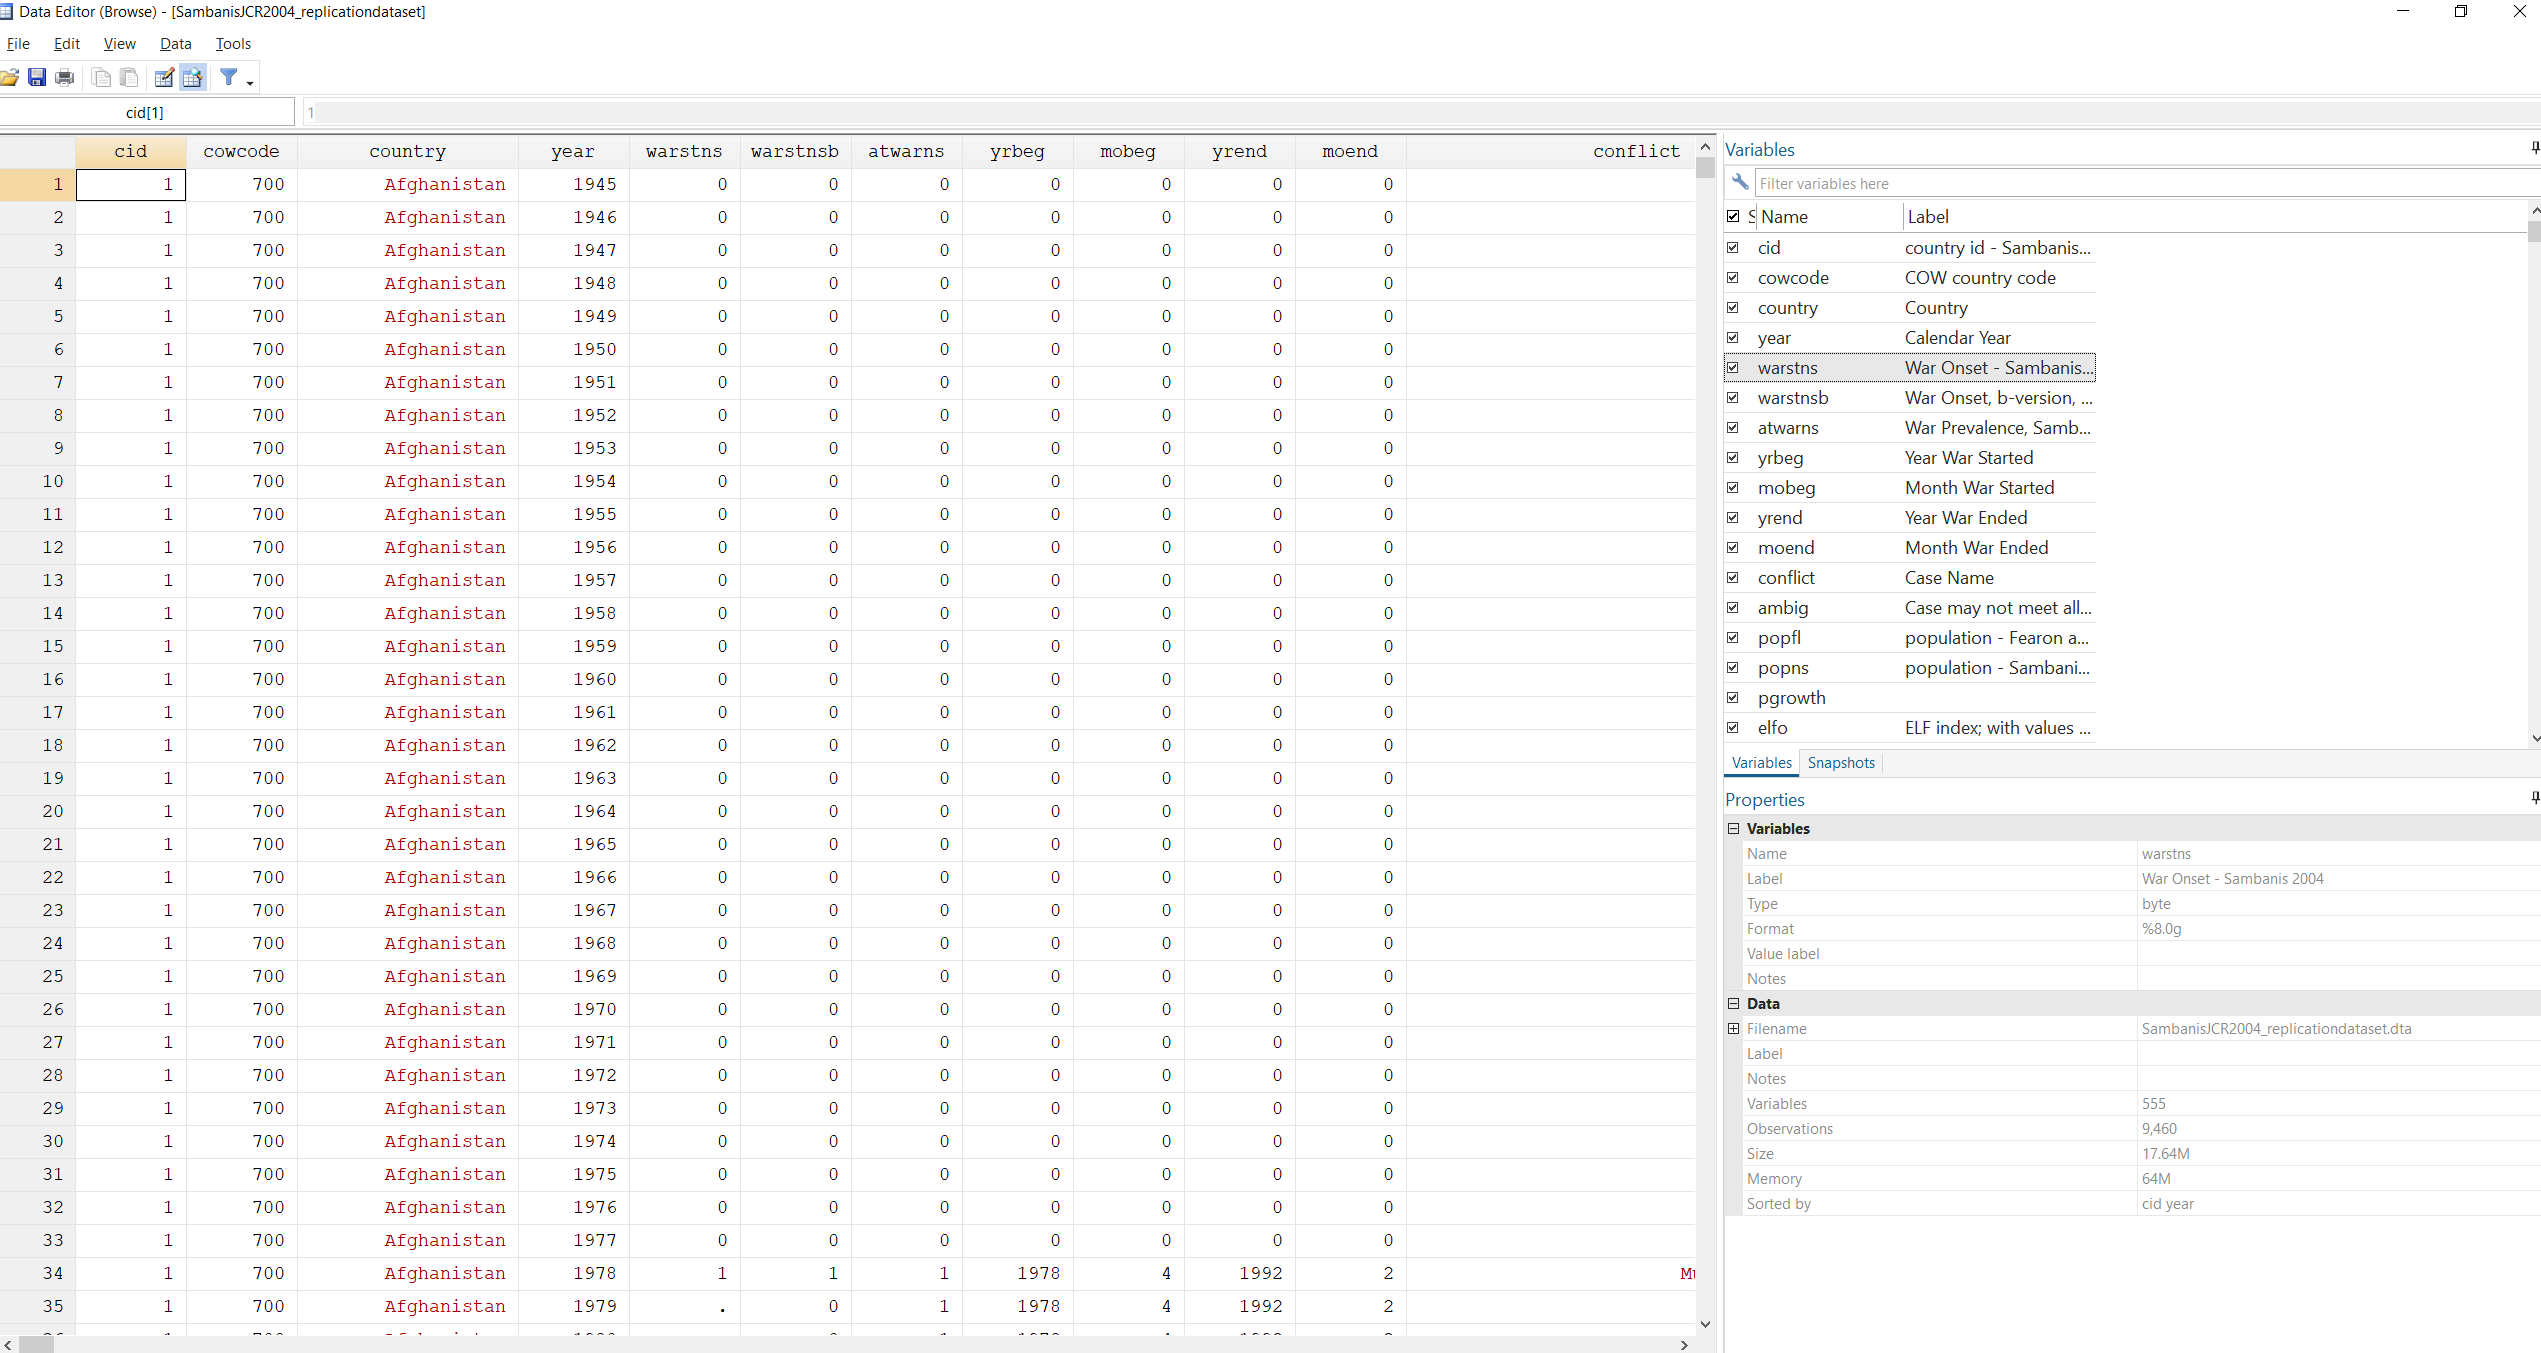 Data Editor (Browse) - [SambanisJCR2004_replicationdataset]
File Edit View Data Tools
cid[1] 1
cid cowcode country year warstns warstnsb atwarns yrbeg mobeg yrend moend conflict
1 1 700 Afghanistan 1945 0 0 0 0 0 0 0
2 1 700 Afghanistan 1946 0 0 0 0 0 0 0
3 1 700 Afghanistan 1947 0 0 0 0 0 0 0
4 1 700 Afghanistan 1948 0 0 0 0 0 0 0
5 1 700 Afghanistan 1949 0 0 0 0 0 0 0
6 1 700 Afghanistan 1950 0 0 0 0 0 0 0
7 1 700 Afghanistan 1951 0 0 0 0 0 0 0
8 1 700 Afghanistan 1952 0 0 0 0 0 0 0
9 1 700 Afghanistan 1953 0 0 0 0 0 0 0
10 1 700 Afghanistan 1954 0 0 0 0 0 0 0
11 1 700 Afghanistan 1955 0 0 0 0 0 0 0
12 1 700 Afghanistan 1956 0 0 0 0 0 0 0
13 1 700 Afghanistan 1957 0 0 0 0 0 0 0
14 1 700 Afghanistan 1958 0 0 0 0 0 0 0
15 1 700 Afghanistan 1959 0 0 0 0 0 0 0
16 1 700 Afghanistan 1960 0 0 0 0 0 0 0
17 1 700 Afghanistan 1961 0 0 0 0 0 0 0
18 1 700 Afghanistan 1962 0 0 0 0 0 0 0
19 1 700 Afghanistan 1963 0 0 0 0 0 0 0
20 1 700 Afghanistan 1964 0 0 0 0 0 0 0
21 1 700 Afghanistan 1965 0 0 0 0 0 0 0
22 1 700 Afghanistan 1966 0 0 0 0 0 0 0
23 1 700 Afghanistan 1967 0 0 0 0 0 0 0
24 1 700 Afghanistan 1968 0 0 0 0 0 0 0
25 1 700 Afghanistan 1969 0 0 0 0 0 0 0
26 1 700 Afghanistan 1970 0 0 0 0 0 0 0
27 1 700 Afghanistan 1971 0 0 0 0 0 0 0
28 1 700 Afghanistan 1972 0 0 0 0 0 0 0
29 1 700 Afghanistan 1973 0 0 0 0 0 0 0
30 1 700 Afghanistan 1974 0 0 0 0 0 0 0
31 1 700 Afghanistan 1975 0 0 0 0 0 0 0
32 1 700 Afghanistan 1976 0 0 0 0 0 0 0
33 1 700 Afghanistan 1977 0 0 0 0 0 0 0
34 1 700 Afghanistan 1978 1 1 1 1978 4 1992 2
35 1 700 Afghanistan 1979 . 0 1 1978 4 1992 2
Variables
Filter variables here
S Name Label
cid country id - Sambanis...
cowcode COW country code
country Country
year Calendar Year
warstns War Onset - Sambanis...
warstnsb War Onset, b-version, ...
atwarns War Prevalence, Samb...
yrbeg Year War Started
mobeg Month War Started
yrend Year War Ended
moend Month War Ended
conflict Case Name
ambig Case may not meet all...
popfl population - Fearon a...
popns population - Sambani...
pgrowth
elfo ELF index; with values ...
Variables Snapshots
Properties
Variables
Name warstns
Label War Onset - Sambanis 2004
Type byte
Format %8.0g
Value label
Notes
Data
Filename SambanisJCR2004_replicationdataset.dta
Label
Notes
Variables 555
Observations 9,460
Size 17.64M
Memory 64M
Sorted by cid year